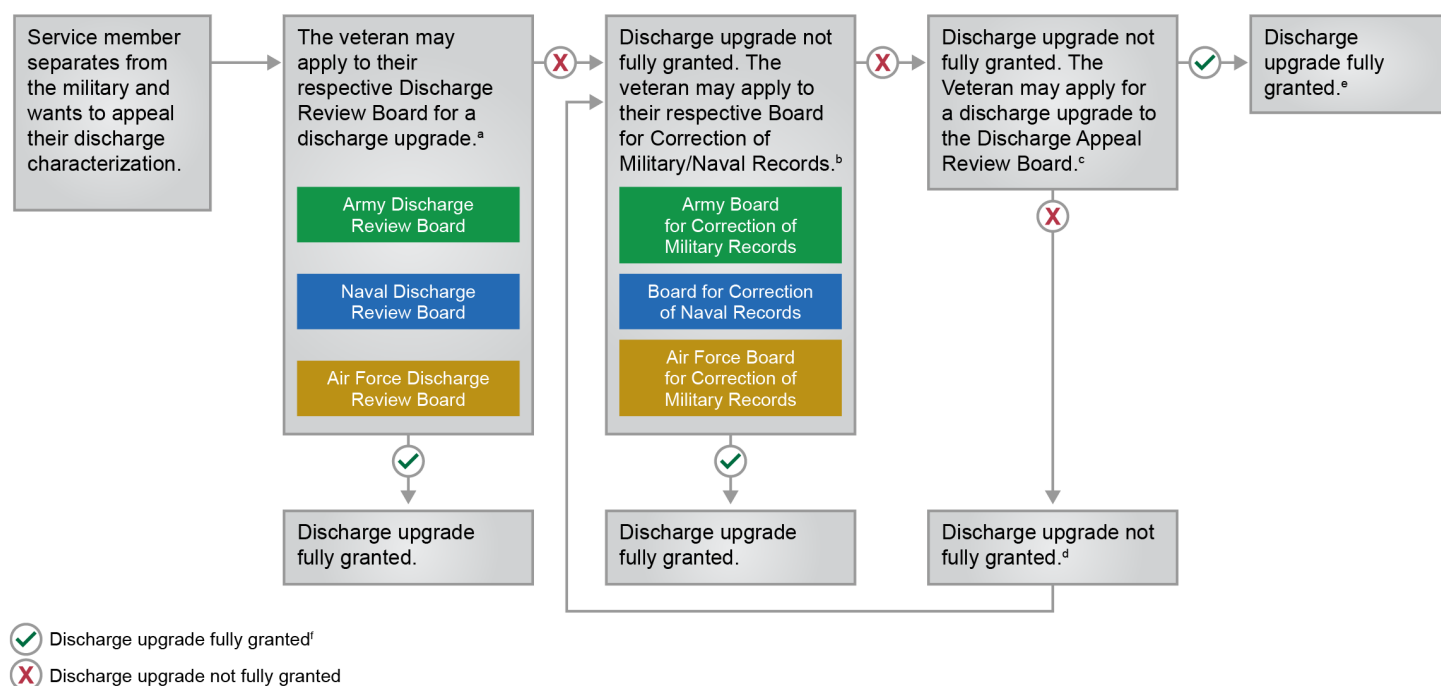 Service member
separates from
the military and
wants to appeal
their discharge
characterization.
The veteran may
apply to their
respective Discharge
Review Board for a
discharge upgrade.ᵃ
Army Discharge
Review Board
Naval Discharge
Review Board
Air Force Discharge
Review Board
Discharge upgrade
fully granted.
X
Discharge upgrade not
fully granted. The
veteran may apply to
their respective Board
for Correction of
Military/Naval Records.ᵇ
Army Board
for Correction of
Military Records
Board for Correction
of Naval Records
Air Force Board
for Correction of
Military Records
Discharge upgrade
fully granted.
X
Discharge upgrade not
fully granted. The
Veteran may apply for
a discharge upgrade to
the Discharge Appeal
Review Board.ᶜ
X
Discharge upgrade not
fully granted.ᵈ
Discharge
upgrade fully
granted.ᵉ
Discharge upgrade fully grantedᶠ
X Discharge upgrade not fully granted